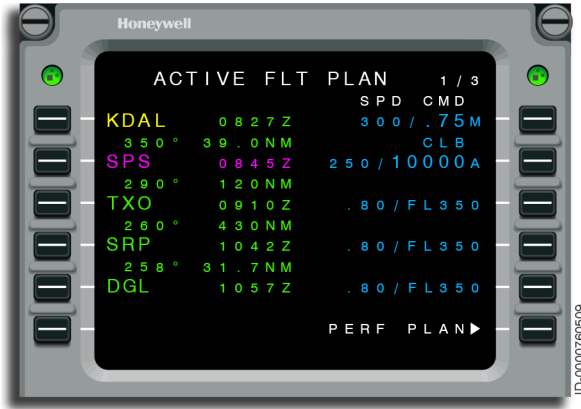 Honeywell
ACTIVE FLT PLAN 1/3
SPD CMD
KDAL 0827Z 300/.75M
350° 39.0NM CLB
SPS 0845Z 250/10000A
290° 120NM
TXO 0910Z .80/FL350
260° 430NM
SRP 1042Z .80/FL350
258° 31.7NM
DGL 1057Z .80/FL350
PERF PLAN▶
ID-0000760509